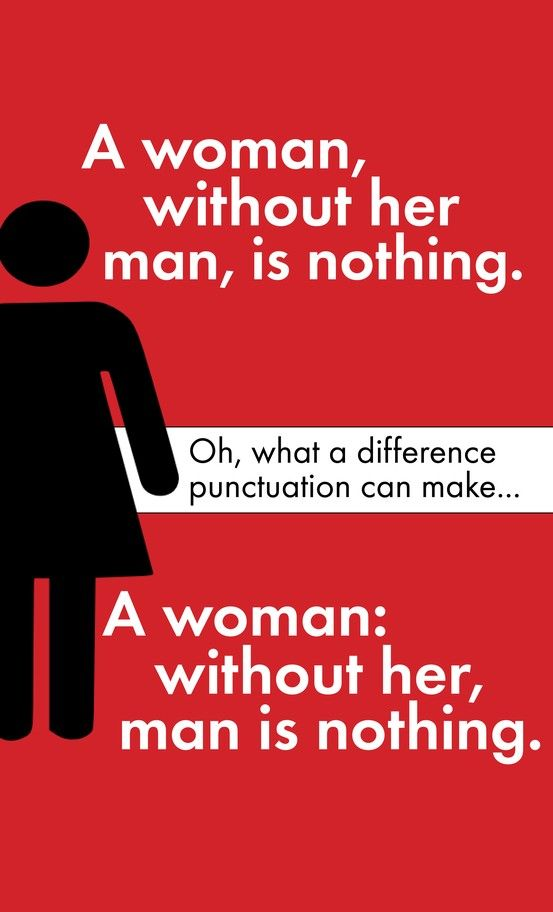 A woman,
without her
man, is nothing.
Oh, what a difference
punctuation can make...
A woman:
without her,
man is nothing.